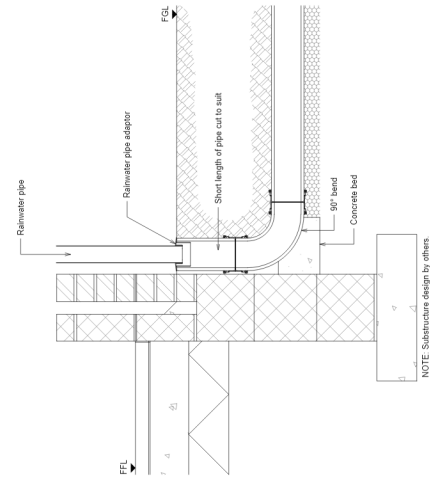 FGL
Rainwater pipe
Rainwater pipe adaptor
Short length of pipe cut to suit
90° bend
Concrete bed
FFL
NOTE: Substructure design by others.